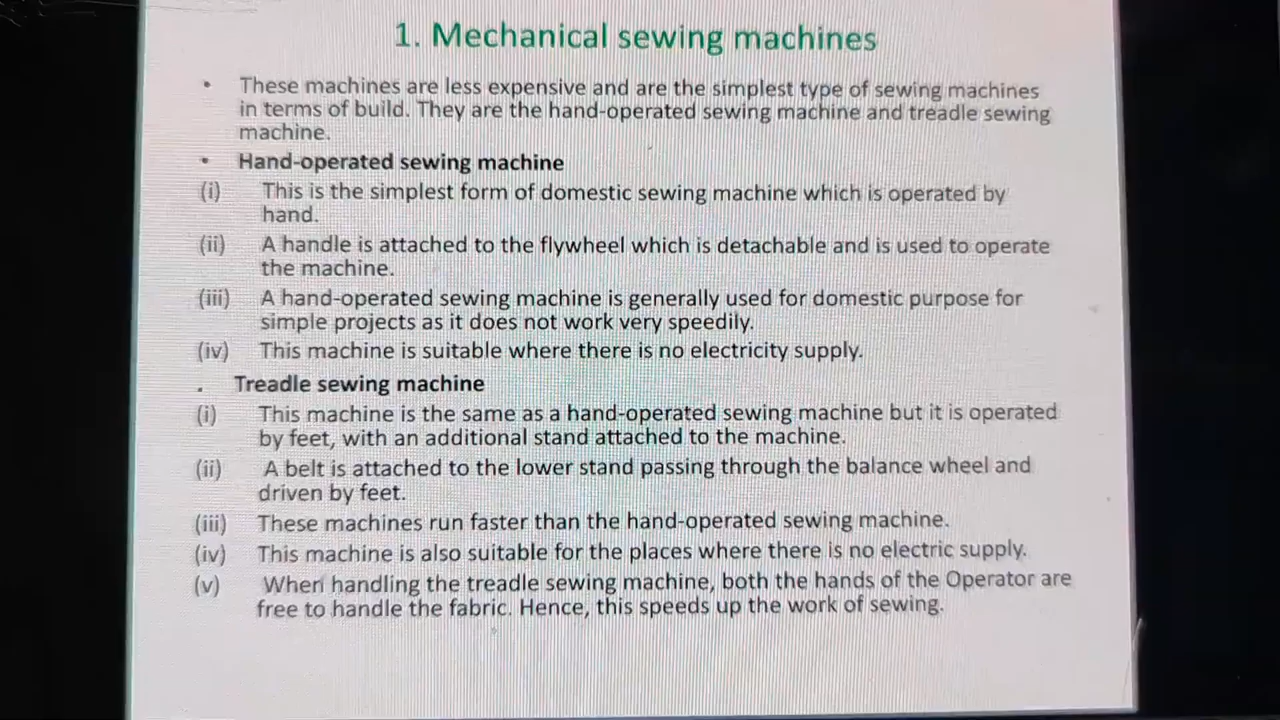 1. Mechanical sewing machines
• These machines are less expensive and are the simplest type of sewing machines
in terms of build. They are the hand-operated sewing machine and treadle sewing
machine.
• Hand-operated sewing machine
(i) This is the simplest form of domestic sewing machine which is operated by
hand.
(ii) A handle is attached to the flywheel which is detachable and is used to operate
the machine.
(iii) A hand-operated sewing machine is generally used for domestic purpose for
simple projects as it does not work very speedily.
(iv) This machine is suitable where there is no electricity supply.
. Treadle sewing machine
(i) This machine is the same as a hand-operated sewing machine but it is operated
by feet, with an additional stand attached to the machine.
(ii) A belt is attached to the lower stand passing through the balance wheel and
driven by feet.
(iii) These machines run faster than the hand-operated sewing machine.
(iv) This machine is also suitable for the places where there is no electric supply.
(v) When handling the treadle sewing machine, both the hands of the Operator are
free to handle the fabric. Hence, this speeds up the work of sewing.